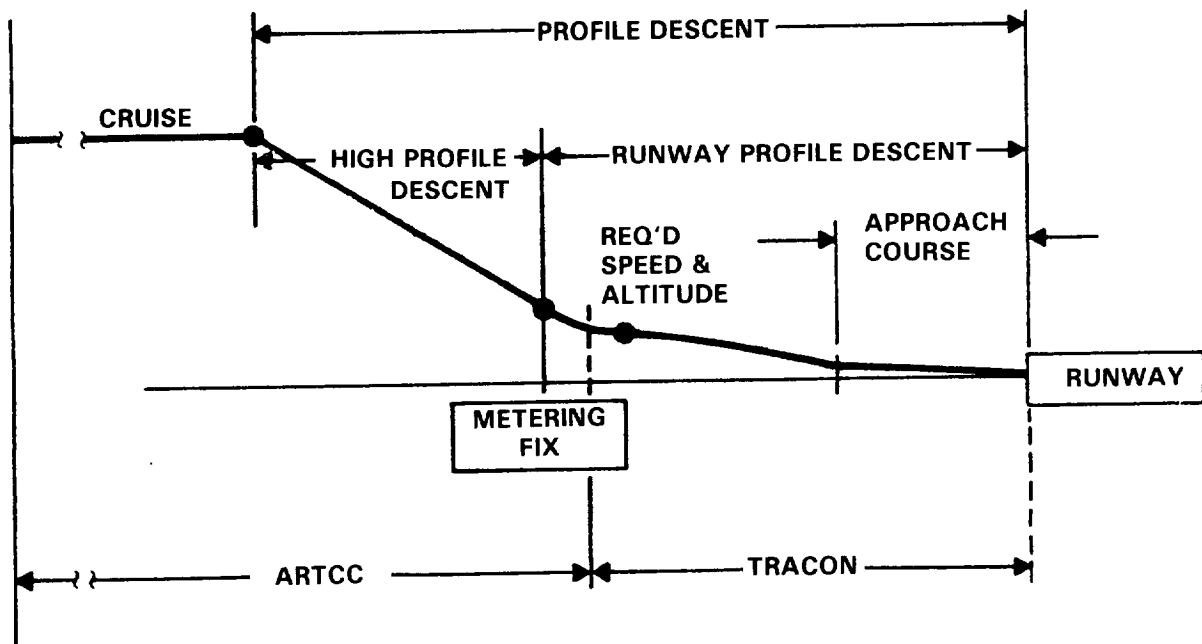 PROFILE DESCENT
CRUISE
HIGH PROFILE
DESCENT
RUNWAY PROFILE DESCENT
REQ'D
SPEED &
ALTITUDE
APPROACH
COURSE
RUNWAY
METERING
FIX
ARTCC
TRACON